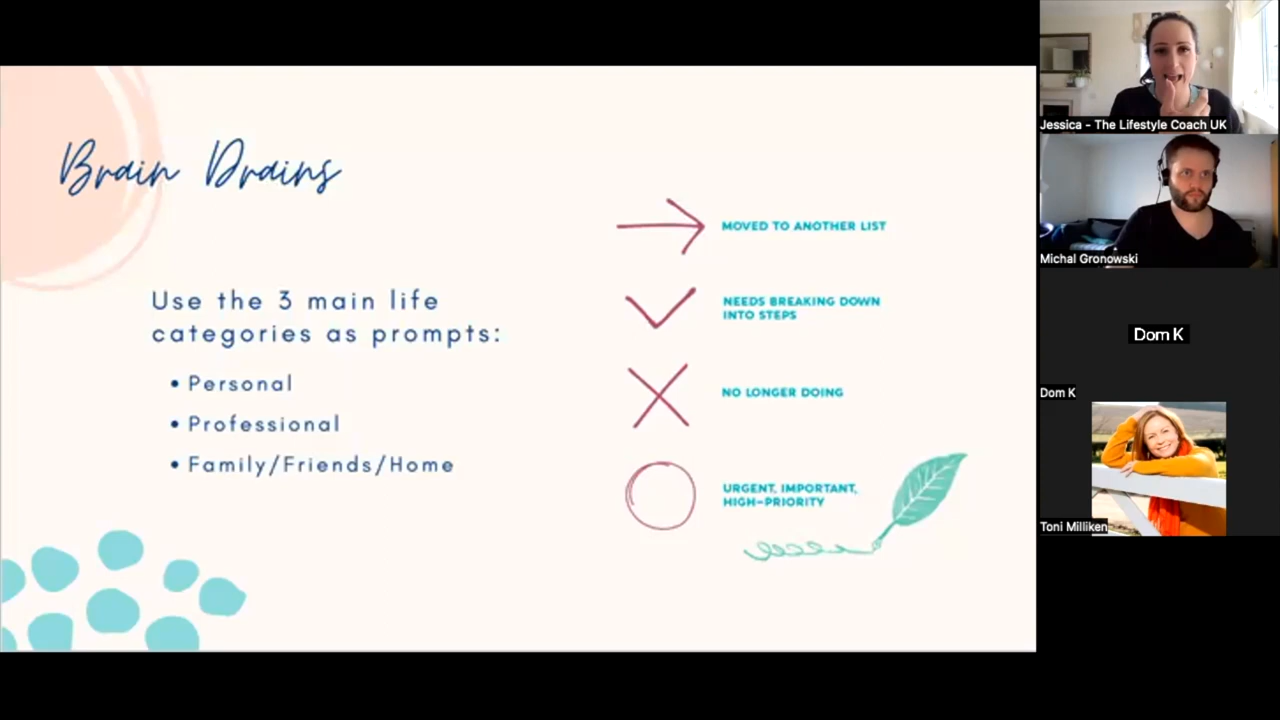 Brain Drains
Use the 3 main life
categories as prompts:
• Personal
• Professional
• Family/Friends/Home
MOVED TO ANOTHER LIST
NEEDS BREAKING DOWN
INTO STEPS
NO LONGER DOING
URGENT, IMPORTANT,
HIGH-PRIORITY
Jessica - The Lifestyle Coach UK
Michal Gronowski
Dom K
Dom K
Toni Milliken